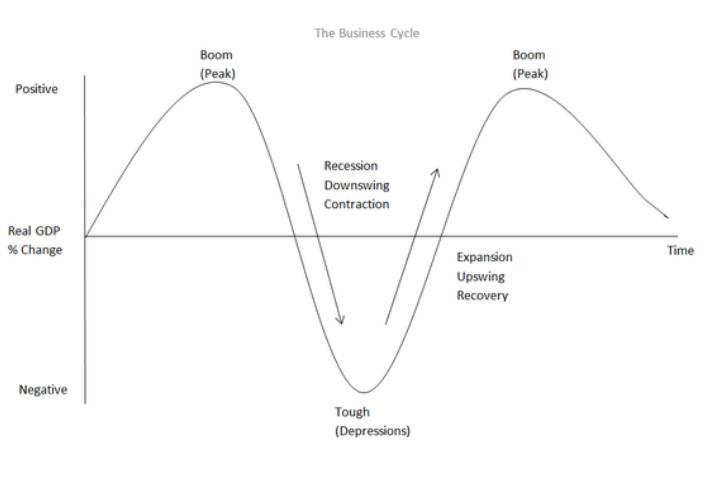 The Business Cycle
Boom
(Peak)
Boom
(Peak)
Positive
Recession
Downswing
Contraction
Real GDP
% Change
Time
Expansion
Upswing
Recovery
Negative
Tough
(Depressions)